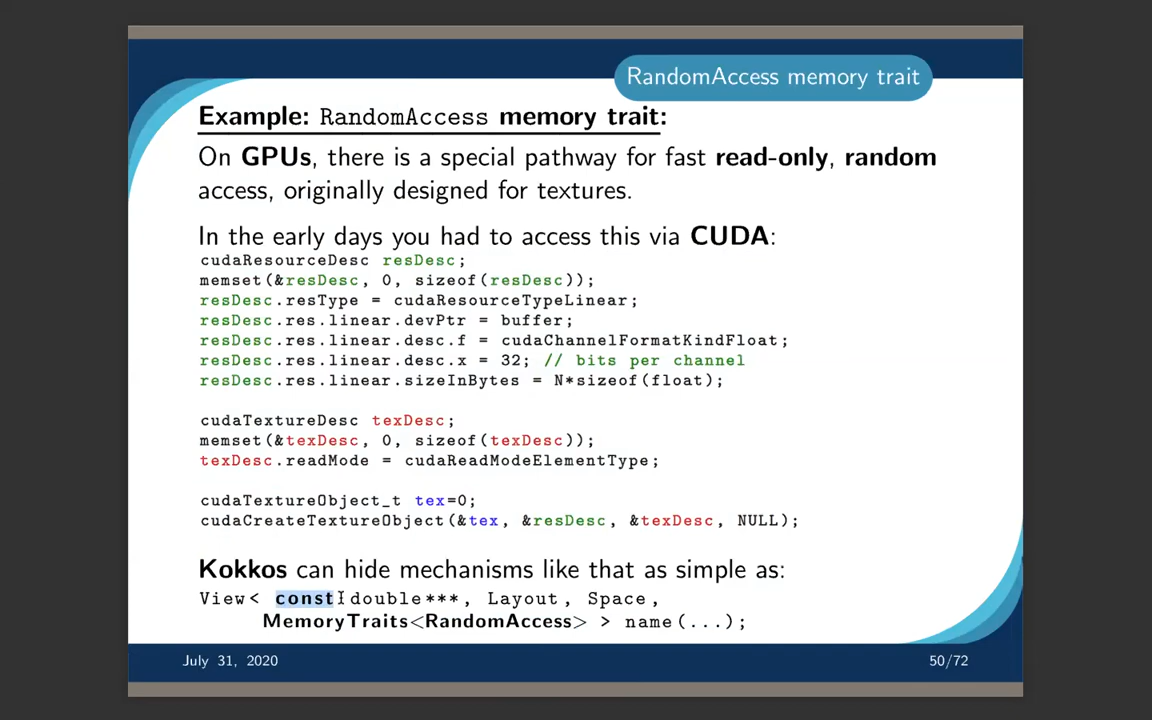 RandomAccess memory trait
Example: RandomAccess memory trait:
On GPUs, there is a special pathway for fast read-only, random
access, originally designed for textures.
In the early days you had to access this via CUDA:
cudaResourceDesc resDesc;
memset(&resDesc, 0, sizeof(resDesc));
resDesc.resType = cudaResourceTypeLinear;
resDesc.res.linear.devPtr = buffer;
resDesc.res.linear.desc.f = cudaChannelFormatKindFloat;
resDesc.res.linear.desc.x = 32; // bits per channel
resDesc.res.linear.sizeInBytes = N*sizeof(float);
cudaTextureDesc texDesc;
memset(&texDesc, 0, sizeof(texDesc));
texDesc.readMode = cudaReadModeElementType;
cudaTextureObject_t tex=0;
cudaCreateTextureObject(&tex, &resDesc, &texDesc, NULL);
Kokkos can hide mechanisms like that as simple as:
View< const double***, Layout, Space,
MemoryTraits<RandomAccess> > name(...);
July 31, 2020
50/72